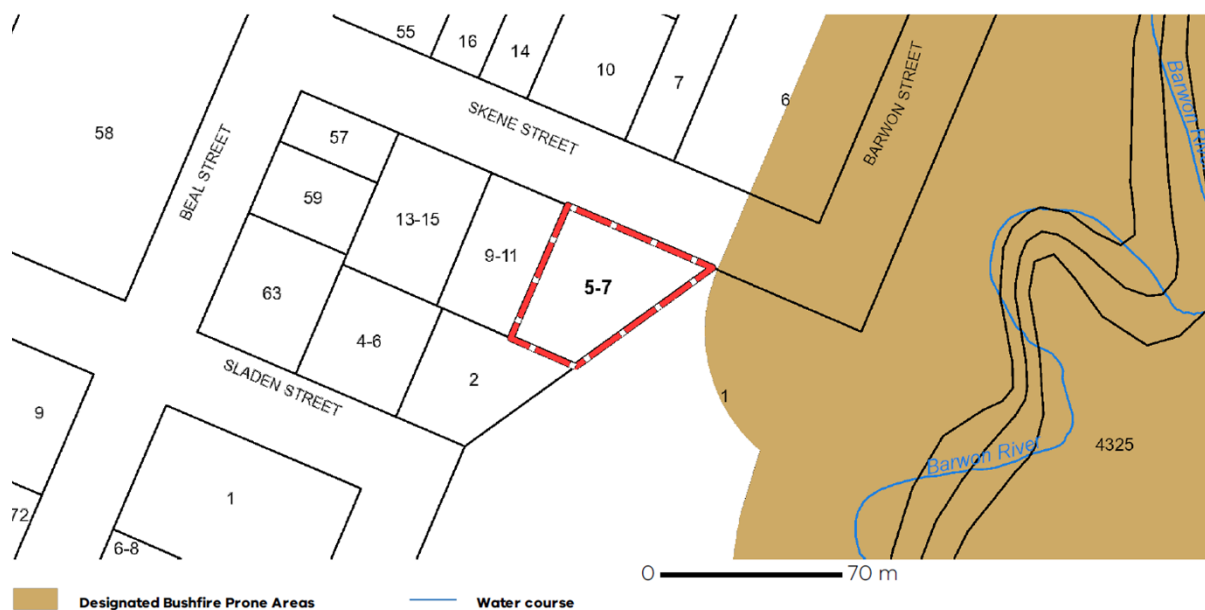 55
16
14
10
7
6
58
SKENE STREET
BARWON STREET
Barwon River
57
BEAL STREET
59
13-15
9-11
5-7
63
4-6
2
SLADEN STREET
1
9
Barwon River
4325
1
72
6-8
0 70 m
Designated Bushfire Prone Areas
Water course